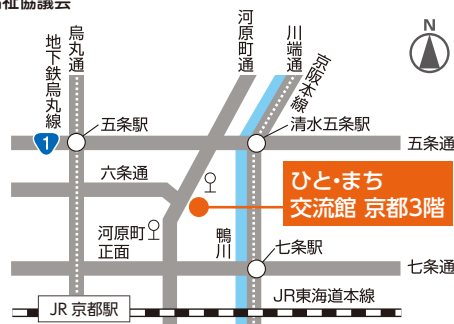 祉協議会
烏丸通
地下鉄烏丸線
河原町通
川端通
京阪本線
N
1
五条駅
清水五条駅
五条通
六条通
ひと・まち
交流館 京都3階
河原町
正面
鴨川
七条駅
七条通
JR東海道本線
JR 京都駅